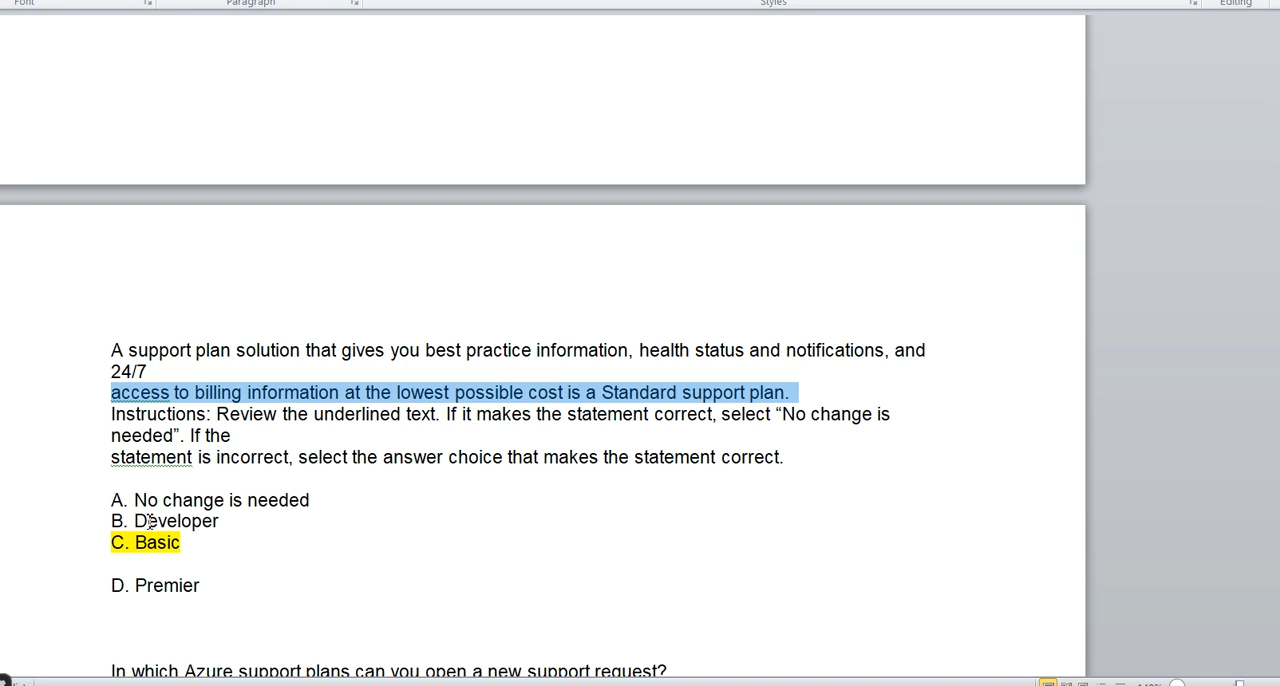 Font Paragraph Styles Editing
A support plan solution that gives you best practice information, health status and notifications, and
24/7
access to billing information at the lowest possible cost is a Standard support plan.
Instructions: Review the underlined text. If it makes the statement correct, select “No change is
needed”. If the
statement is incorrect, select the answer choice that makes the statement correct.
A. No change is needed
B. Developer
C. Basic
D. Premier
In which Azure support plans can you open a new support request?